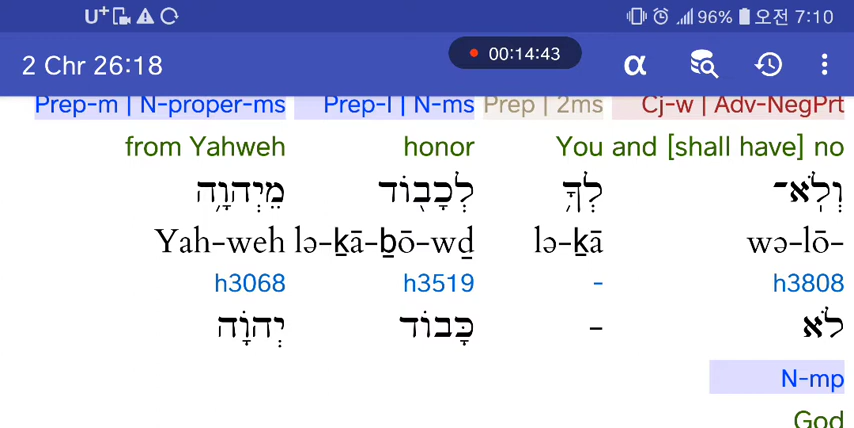 U+ 96% 오전 7:10
2 Chr 26:18 00:14:43 α
Prep-m | N-proper-ms Prep-l | N-ms Prep | 2ms Cj-w | Adv-NegPrt
from Yahweh honor You and [shall have] no
וְלֹֽא־ לְךָ֥ לְכָב֖וֹד מֵיְהוָ֥ה
Yah-weh lə-ḵā-ḇō-wḏ lə-ḵā wə-lō-
h3068 h3519 - h3808
לֹא - כָּבוֹד יְהוָֹה
N-mp
God